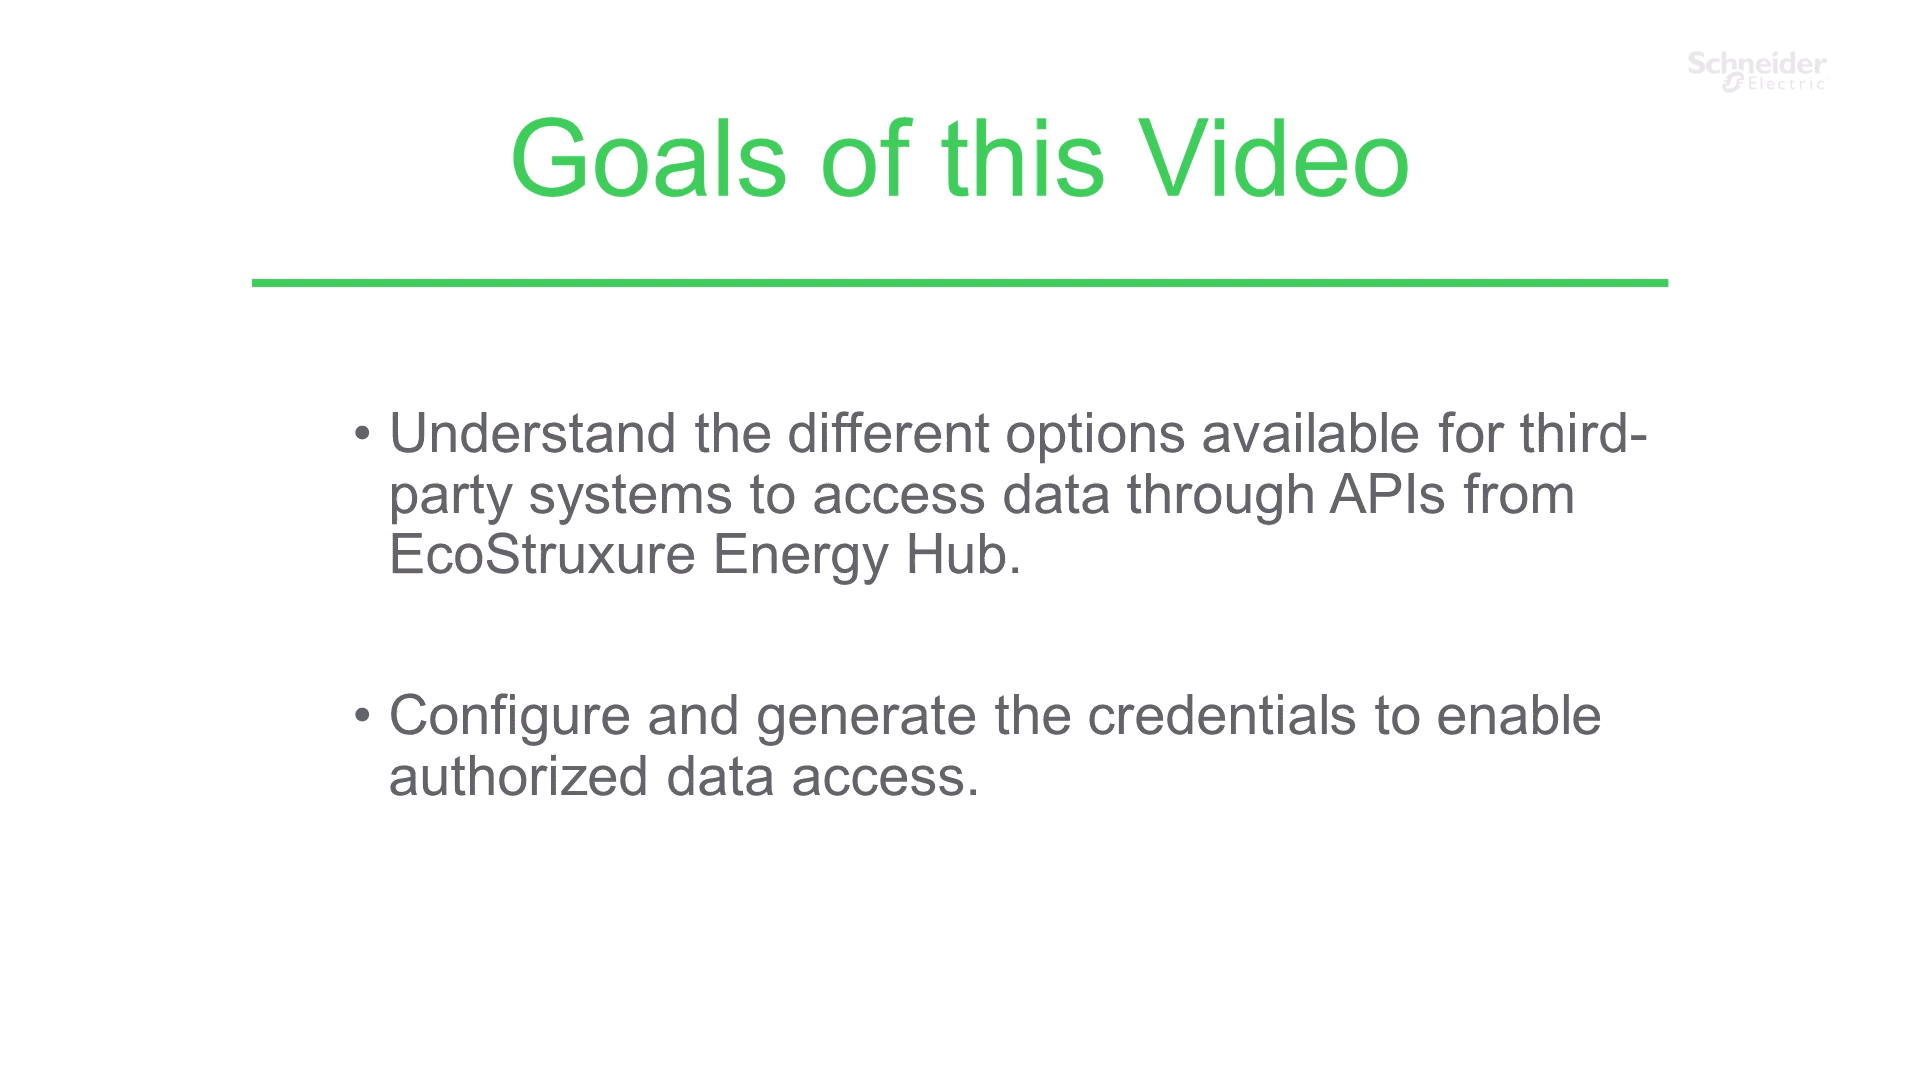 Schneider
Electric
Goals of this Video
• Understand the different options available for third-
party systems to access data through APIs from
EcoStruxure Energy Hub.
• Configure and generate the credentials to enable
authorized data access.